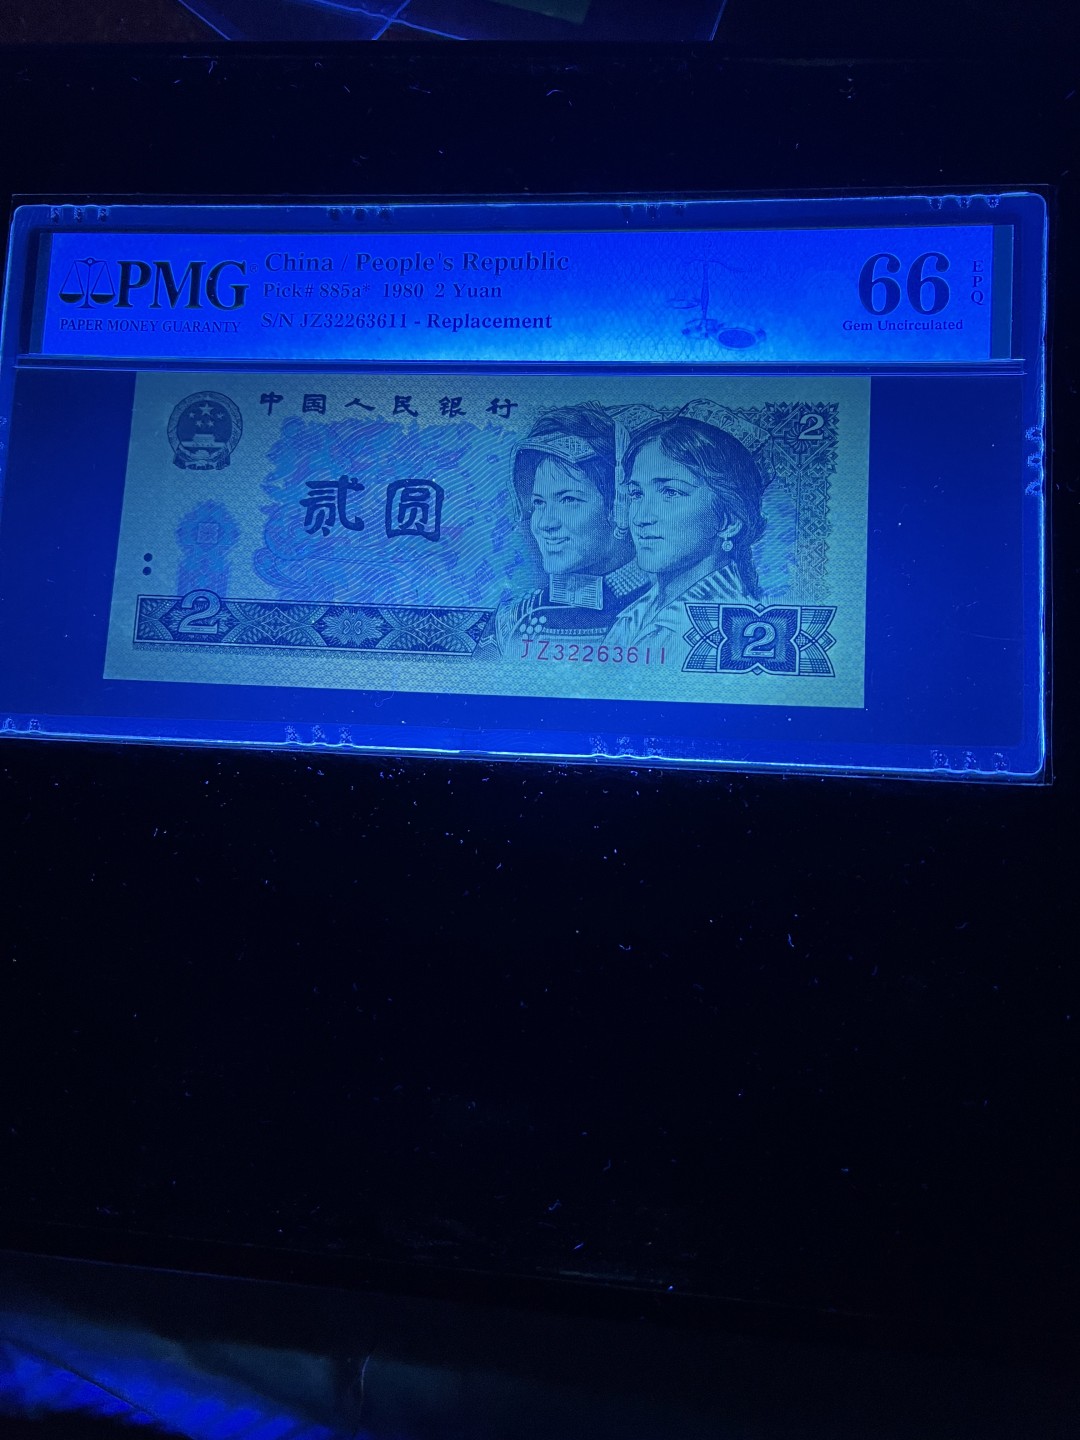 PMG
PAPER MONEY GUARANTY
China / People's Republic
Pick# 885a* 1980 2 Yuan
S/N JZ32263611 - Replacement
66
Gem Uncirculated
EPQ
中国人民银行
2
贰圆
2
JZ32263611
2